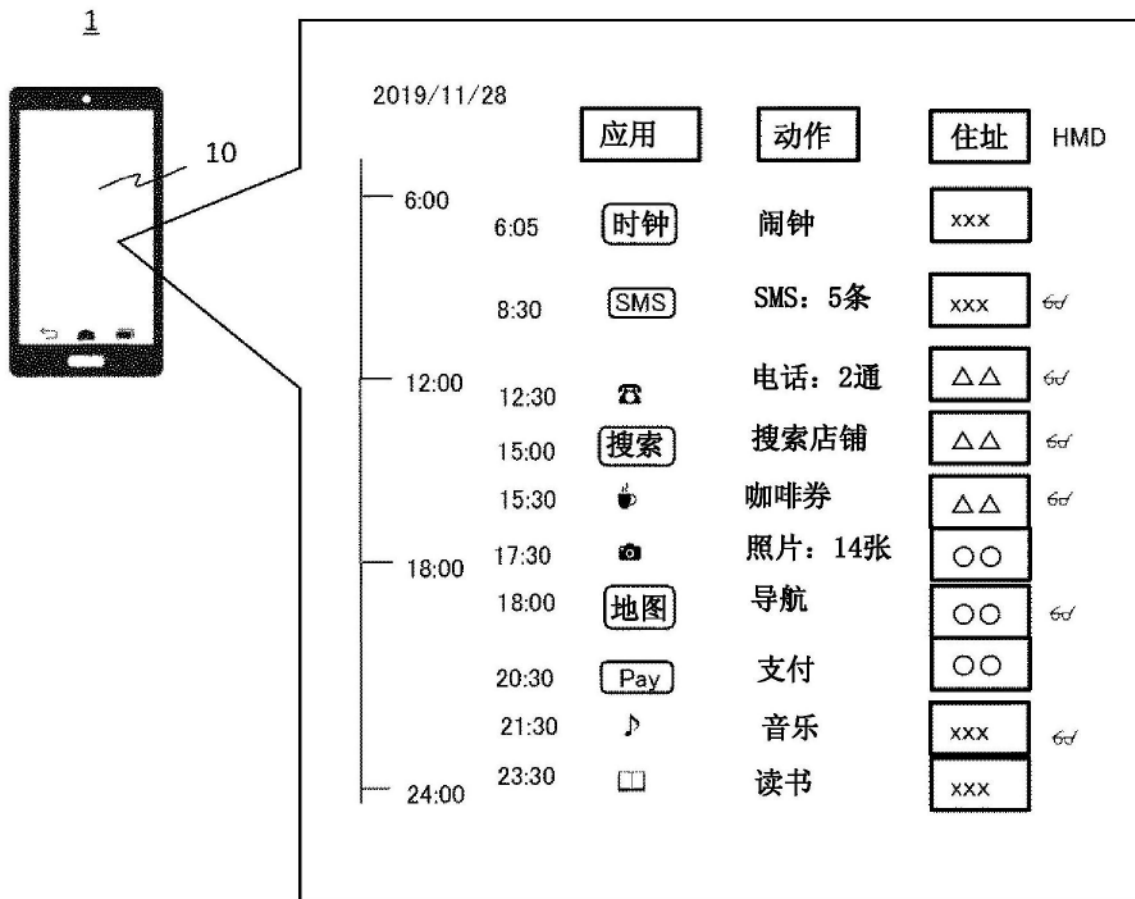 1
10
2019/11/28
应用 动作 住址 HMD
6:00
6:05 时钟 闹钟 xxx
8:30 SMS SMS：5条 xxx
12:00
12:30 电话：2通 △△
15:00 搜索 搜索店铺 △△
15:30 咖啡券 △△
17:30 照片：14张 ○○
18:00
18:00 地图 导航 ○○
20:30 Pay 支付 ○○
21:30 音乐 xxx
23:30 读书 xxx
24:00